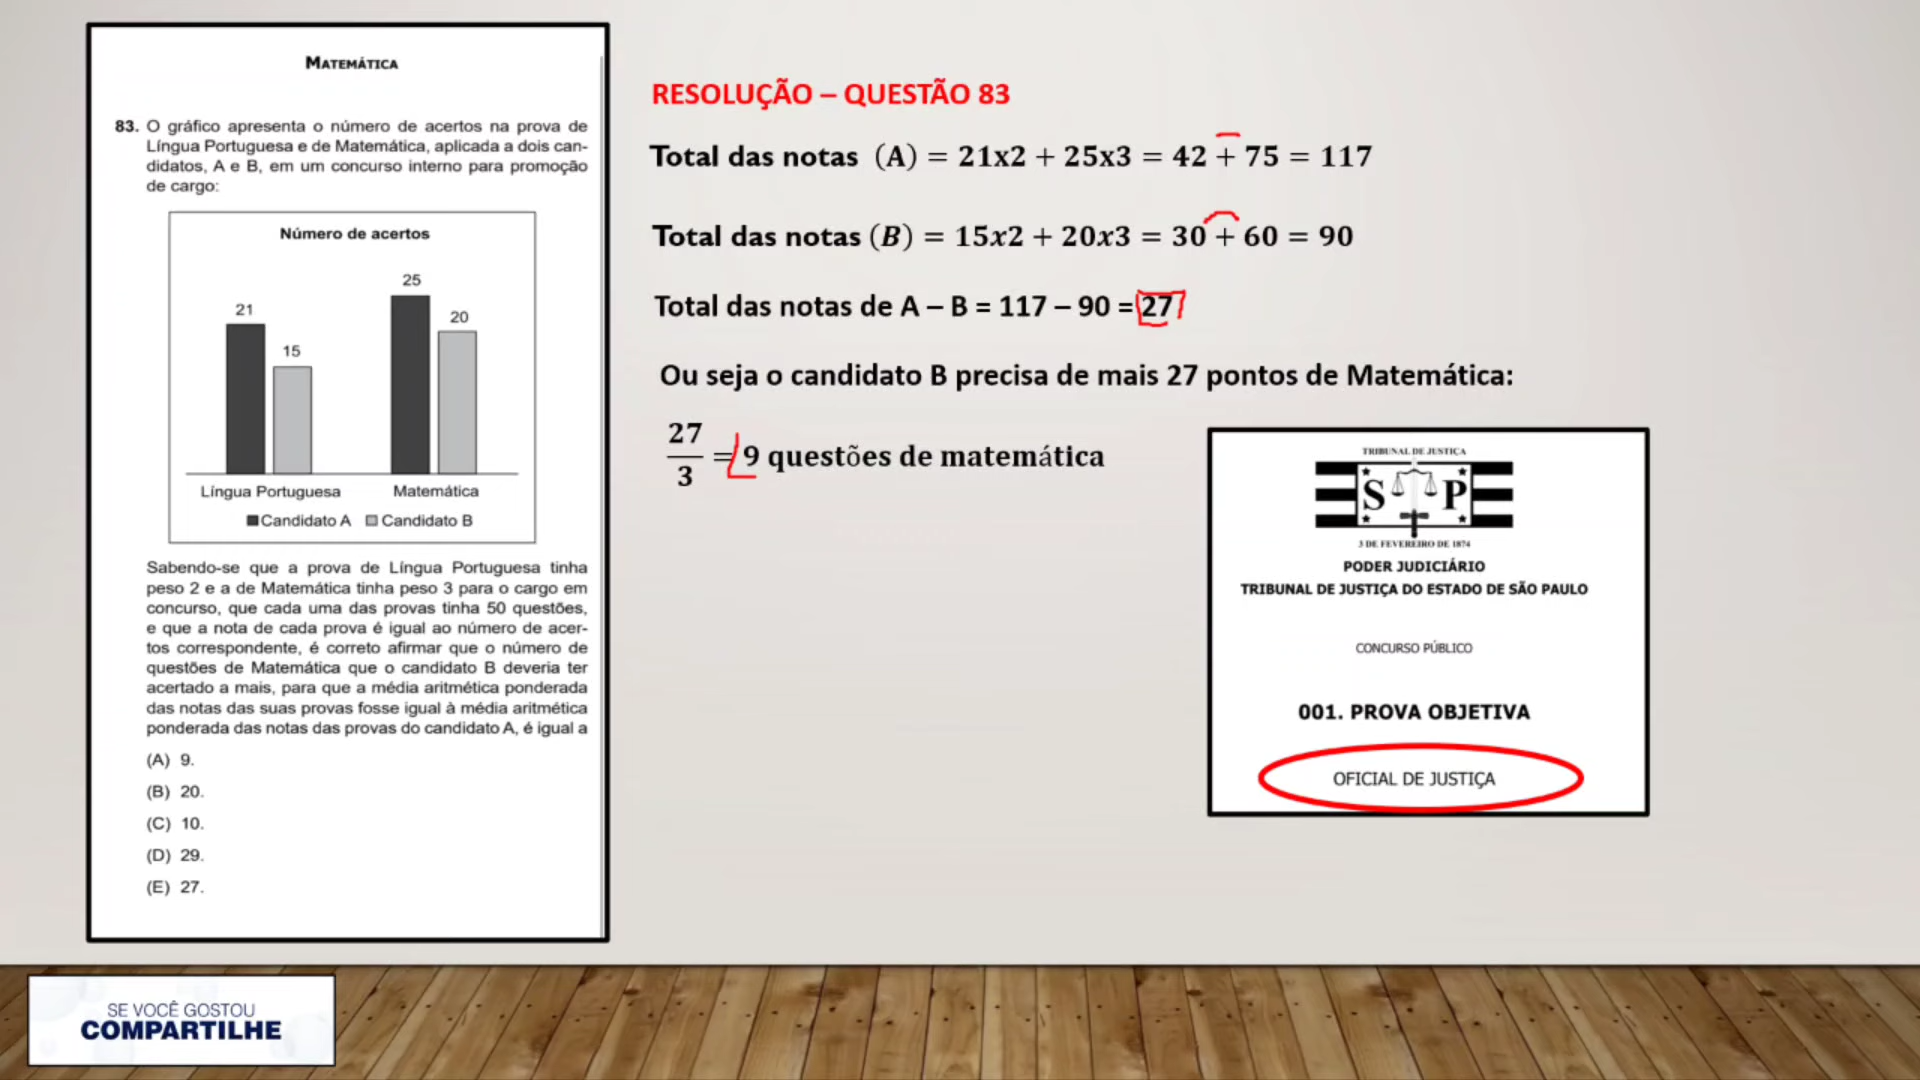 MATEMÁTICA
83. O gráfico apresenta o número de acertos na prova de
Língua Portuguesa e de Matemática, aplicada a dois can-
didatos, A e B, em um concurso interno para promoção
de cargo:
Número de acertos
25
21
20
15
Língua Portuguesa Matemática
Candidato A Candidato B
Sabendo-se que a prova de Língua Portuguesa tinha
peso 2 e a de Matemática tinha peso 3 para o cargo em
concurso, que cada uma das provas tinha 50 questões,
e que a nota de cada prova é igual ao número de acer-
tos correspondente, é correto afirmar que o número de
questões de Matemática que o candidato B deveria ter
acertado a mais, para que a média aritmética ponderada
das notas das suas provas fosse igual à média aritmética
ponderada das notas das provas do candidato A, é igual a
(A) 9.
(B) 20.
(C) 10.
(D) 29.
(E) 27.
RESOLUÇÃO – QUESTÃO 83
Total das notas (A) = 21x2 + 25x3 = 42 + 75 = 117
Total das notas (B) = 15x2 + 20x3 = 30 + 60 = 90
Total das notas de A – B = 117 – 90 = 27
Ou seja o candidato B precisa de mais 27 pontos de Matemática:
27/3 = 9 questões de matemática
TRIBUNAL DE JUSTIÇA
S P
3 DE FEVEREIRO DE 1874
PODER JUDICIÁRIO
TRIBUNAL DE JUSTIÇA DO ESTADO DE SÃO PAULO
CONCURSO PÚBLICO
001. PROVA OBJETIVA
OFICIAL DE JUSTIÇA
SE VOCÊ GOSTOU
COMPARTILHE